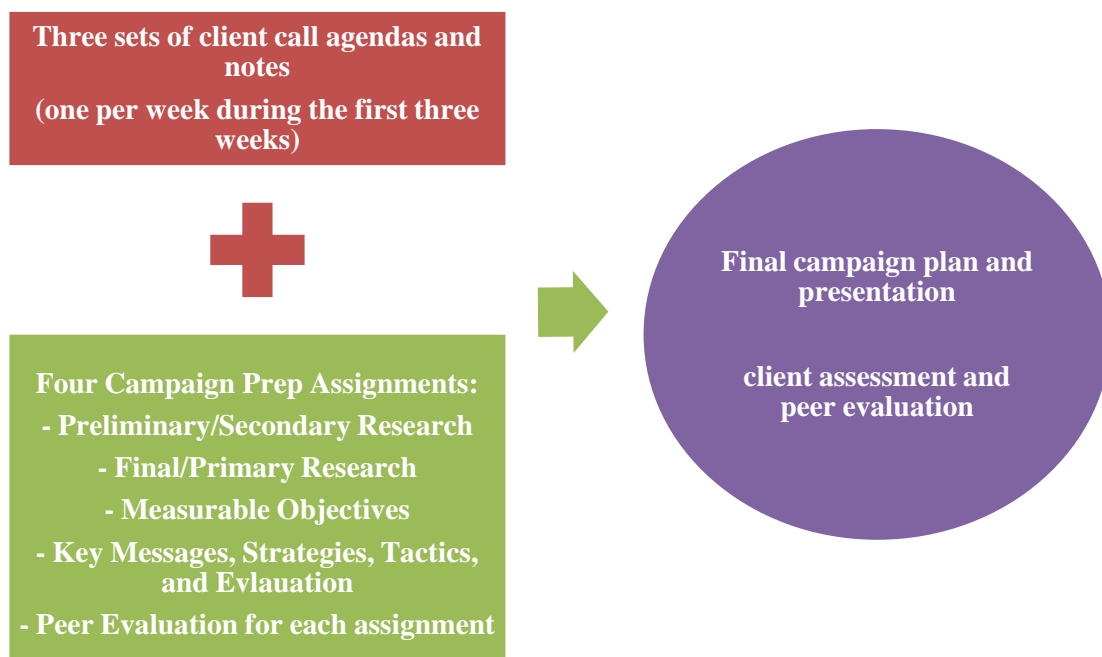 Three sets of client call agendas and
notes
(one per week during the first three
weeks)
Four Campaign Prep Assignments:
- Preliminary/Secondary Research
- Final/Primary Research
- Measurable Objectives
- Key Messages, Strategies, Tactics,
and Evlauation
- Peer Evaluation for each assignment
Final campaign plan and
presentation
client assessment and
peer evaluation